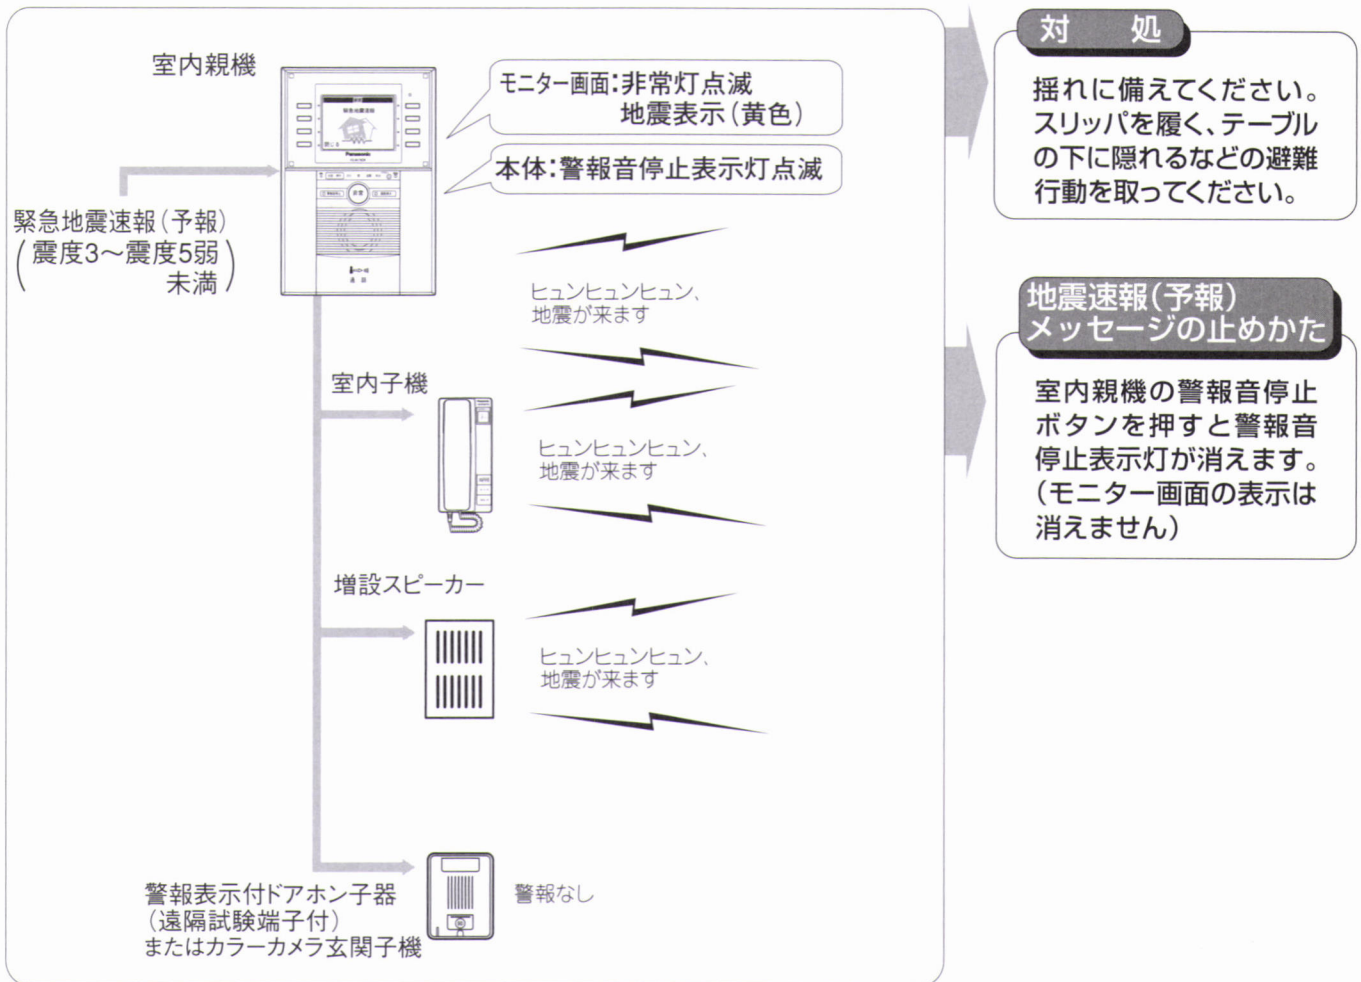 室内親機
モニター画面:非常灯点滅
地震表示(黄色)
本体:警報音停止表示灯点滅
緊急地震速報
Panasonic
非常
通話
緊急地震速報(予報)
(震度3~震度5弱
未満)
ヒュンヒュンヒュン、
地震が来ます
室内子機
ヒュンヒュンヒュン、
地震が来ます
増設スピーカー
ヒュンヒュンヒュン、
地震が来ます
警報表示付ドアホン子器
(遠隔試験端子付)
またはカラーカメラ玄関子機
警報なし
対 処
揺れに備えてください。
スリッパを履く、テーブル
の下に隠れるなどの避難
行動を取ってください。
地震速報(予報)
メッセージの止めかた
室内親機の警報音停止
ボタンを押すと警報音
停止表示灯が消えます。
(モニター画面の表示は
消えません)